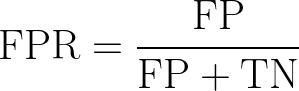 FPR = FP / FP + TN